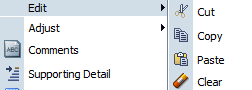 Edit
Adjust
Comments
Supporting Detail
Cut
Copy
Paste
Clear